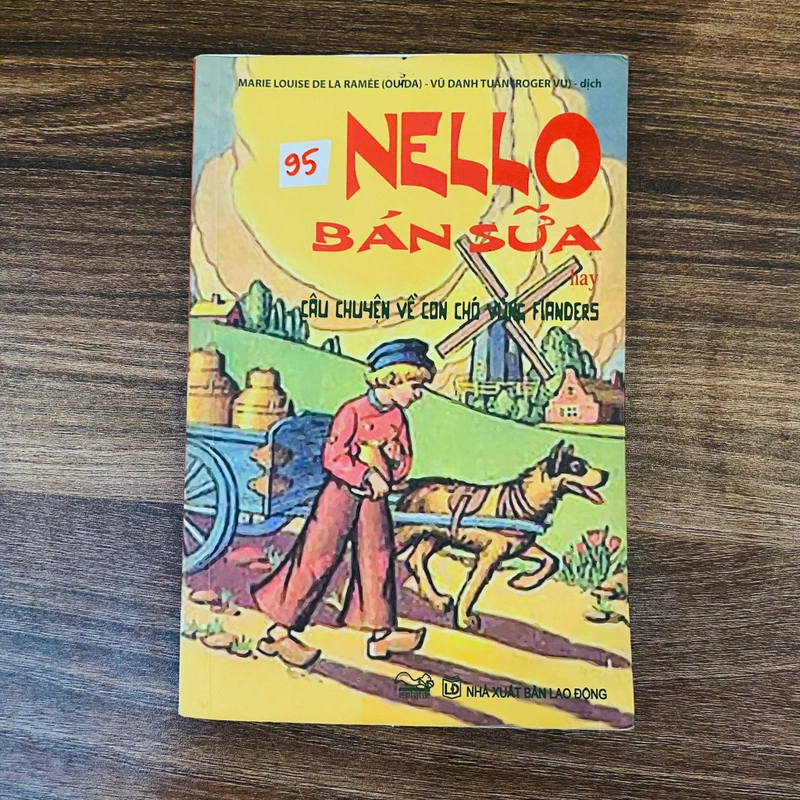 MARIE LOUISE DE LA RAMÉE (OUIDA) - VŨ DANH TUẤN (ROGER VU) - dịch
95
NELLO
BÁN SỮA
hay
CÂU CHUYỆN VỀ CON CHÓ VÙNG FlANDERS
LĐ NHÀ XUẤT BẢN LAO ĐỘNG